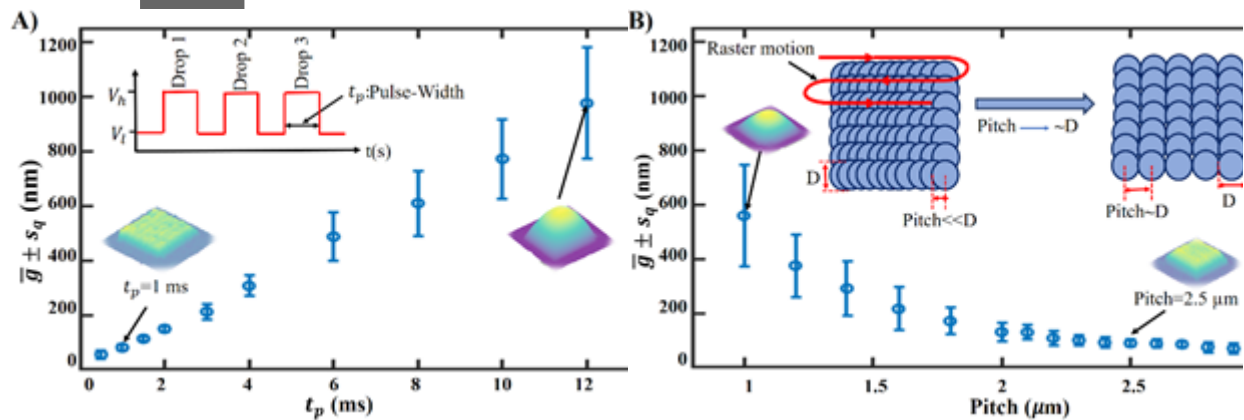 A)
1200
1000
800
600
400
200
0
g̅ ± s_q (nm)
Drop 1
Drop 2
Drop 3
V_h
V_l
t_p:Pulse-Width
t(s)
t_p=1 ms
0 2 4 6 8 10 12
t_p (ms)
B)
1200
1000
800
600
400
200
0
g̅ ± s_q (nm)
Raster motion
D
Pitch<<D
Pitch → ~D
Pitch~D
D
Pitch=2.5 μm
1 1.5 2 2.5
Pitch (μm)